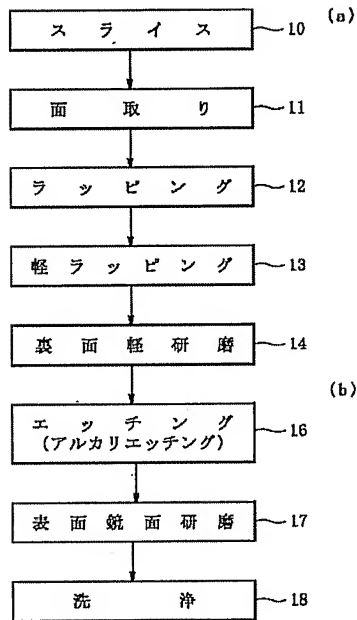 (a)
スライス 10
面取り 11
ラッピング 12
軽ラッピング 13
裏面軽研磨 14
(b)
エッチング
(アルカリエッチング) 16
表面鏡面研磨 17
洗浄 18